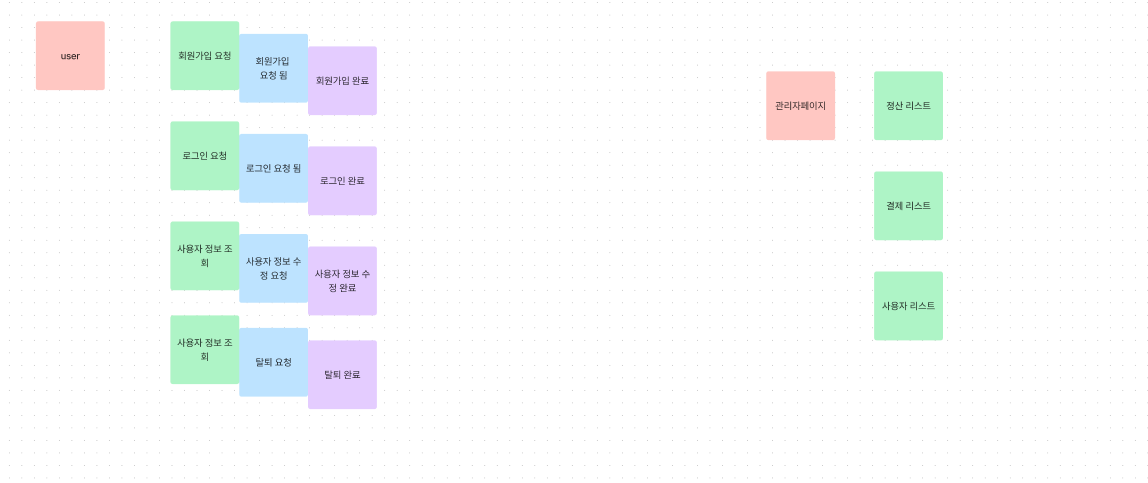 user
회원가입 요청
회원가입
요청 됨
회원가입 완료
로그인 요청
로그인 요청 됨
로그인 완료
사용자 정보 조
회
사용자 정보 수
정 요청
사용자 정보 수
정 완료
사용자 정보 조
회
탈퇴 요청
탈퇴 완료
관리자페이지
정산 리스트
결제 리스트
사용자 리스트